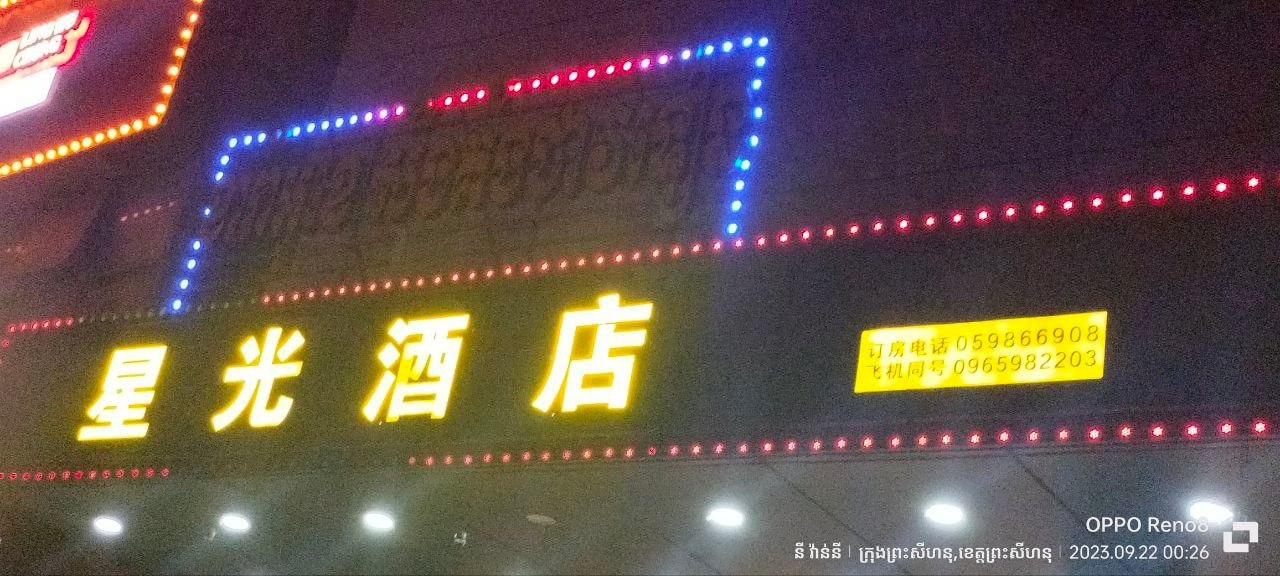 星光酒店
订房电话 059866908
飞机同号 0965982203
OPPO Reno8
នី វ៉ាន់នី | ក្រុងព្រះសីហនុ,ខេត្តព្រះសីហនុ | 2023.09.22 00:26